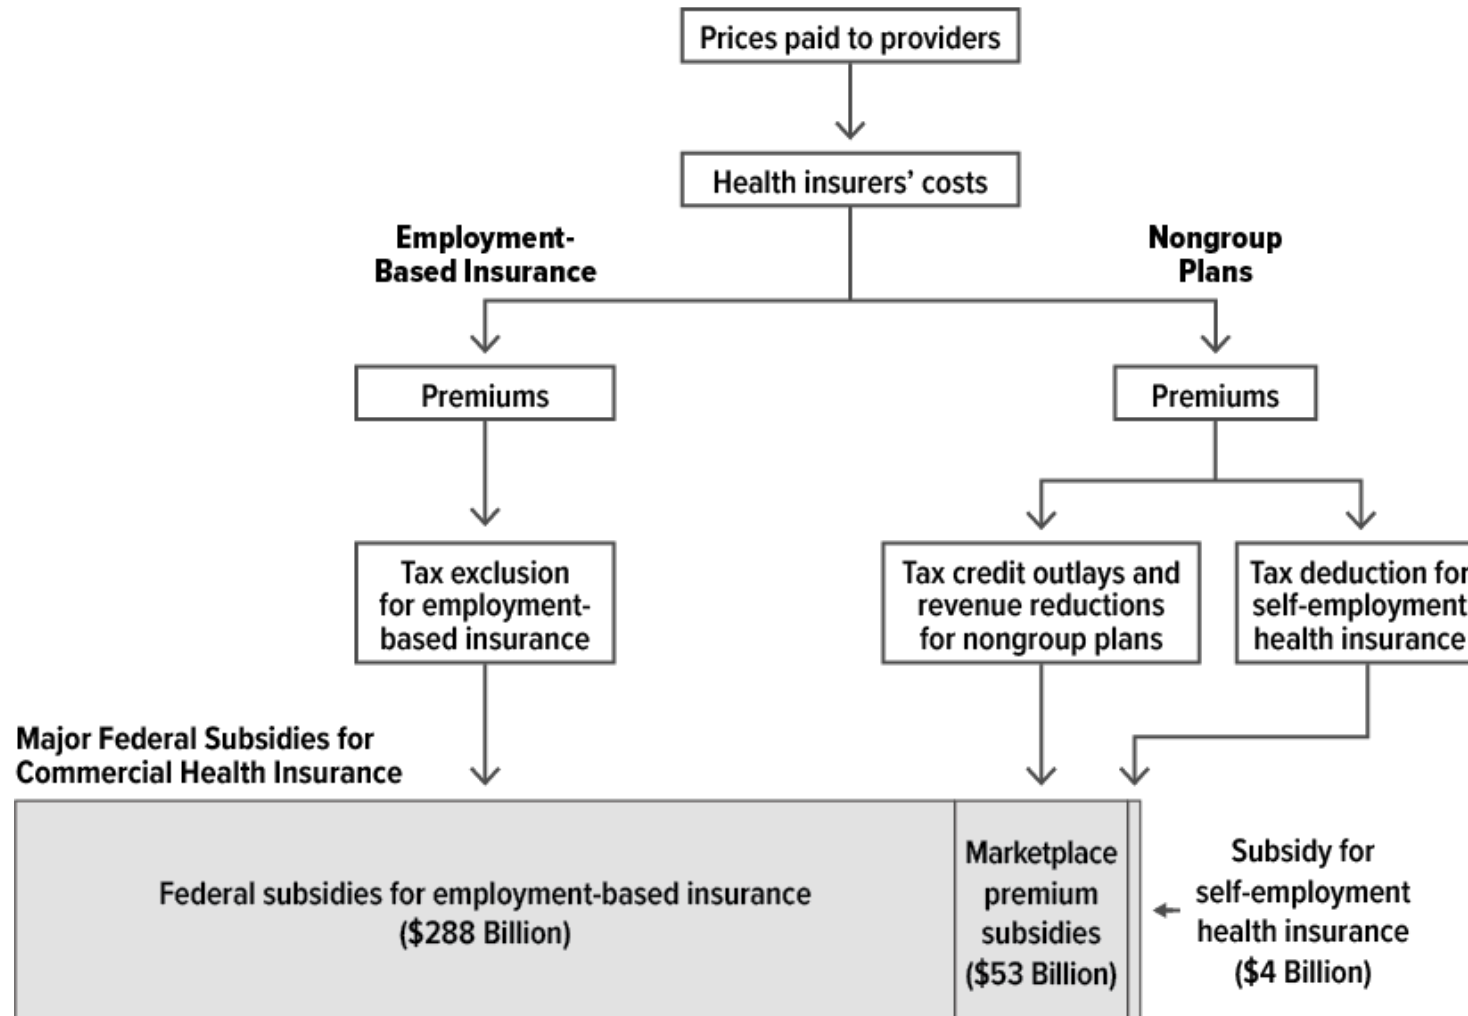 Prices paid to providers
Health insurers’ costs
Employment-
Based Insurance
Nongroup
Plans
Premiums
Premiums
Tax exclusion
for employment-
based insurance
Tax credit outlays and
revenue reductions
for nongroup plans
Tax deduction for
self-employment
health insurance
Major Federal Subsidies for
Commercial Health Insurance
Federal subsidies for employment-based insurance
($288 Billion)
Marketplace
premium
subsidies
($53 Billion)
Subsidy for
self-employment
health insurance
($4 Billion)